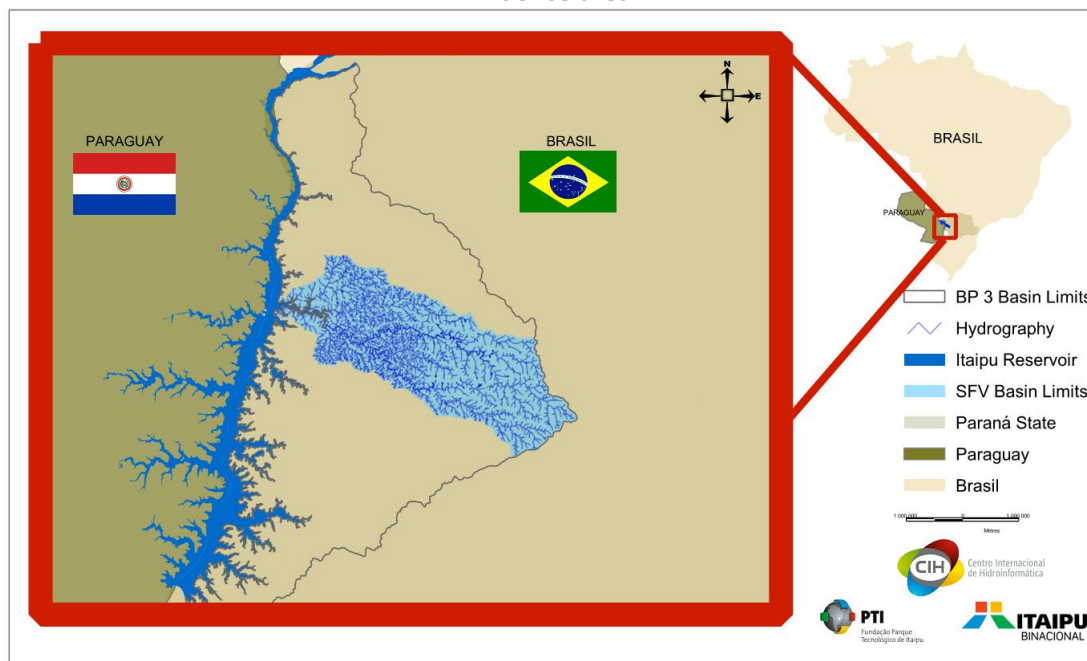 PARAGUAY
BRASIL
N
E
BRASIL
PARAGUAY
BP 3 Basin Limits
Hydrography
Itaipu Reservoir
SFV Basin Limits
Paraná State
Paraguay
Brasil
1.000.000 0 1.000.000
Metres
CIH
Centro Internacional
de Hidroinformática
PTI
Fundação Parque
Tecnológico de Itaipu
ITAIPU
BINACIONAL